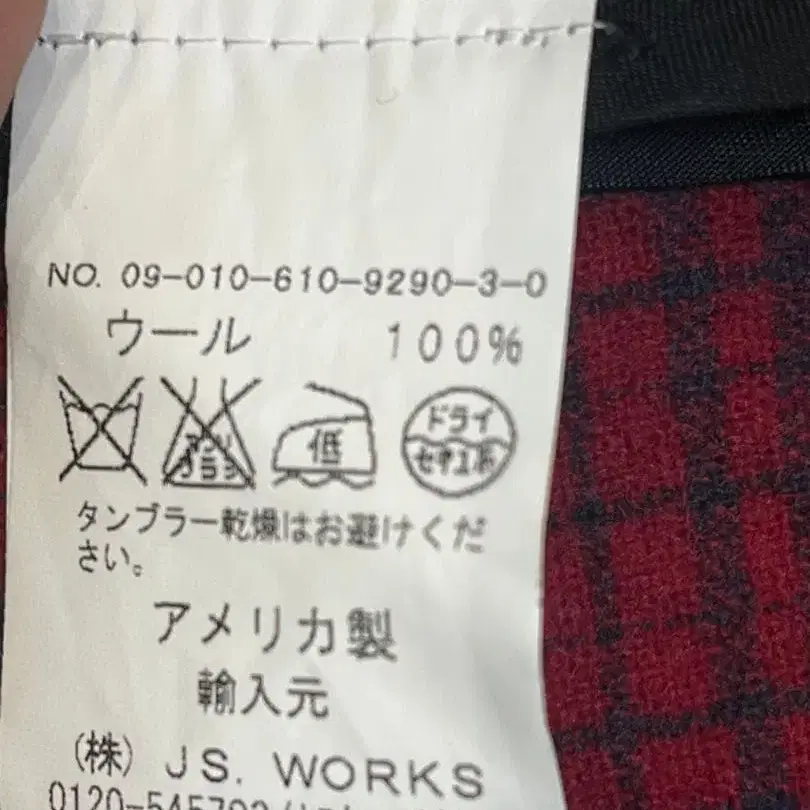 NO. 09-010-610-9290-3-0
ウール 100%
低 ドライ
セキユ系
タンブラー乾燥はお避けくだ
さい。
アメリカ製
輸入元
(株) JS. WORKS